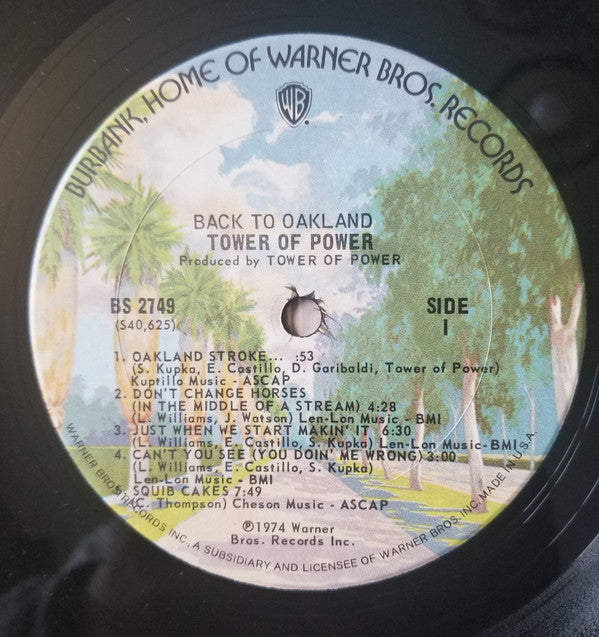 BURBANK, HOME OF WARNER BROS. RECORDS
WB
BACK TO OAKLAND
TOWER OF POWER
Produced by TOWER OF POWER
BS 2749
(S40,625)
SIDE
I
1. OAKLAND STROKE... :53
(S. Kupka, E. Castillo, D. Garibaldi, Tower of Power)
Kuptillo Music - ASCAP
2. DON'T CHANGE HORSES
(IN THE MIDDLE OF A STREAM) 4:28
(L. Williams, J. Watson) Len-Lon Music - BMI
3. JUST WHEN WE START MAKIN' IT 6:30
(L. Williams, E. Castillo, S. Kupka) Len-Lon Music-BMI
4. CAN'T YOU SEE (YOU DOIN' ME WRONG) 3:00
(L. Williams, E. Castillo, S. Kupka)
Len-Lon Music - BMI
SQUIB CAKES 7:49
(C. Thompson) Cheson Music - ASCAP
℗1974 Warner
Bros. Records Inc.
WARNER BROS. RECORDS INC., A SUBSIDIARY AND LICENSEE OF WARNER BROS. INC. MADE IN U.S.A.